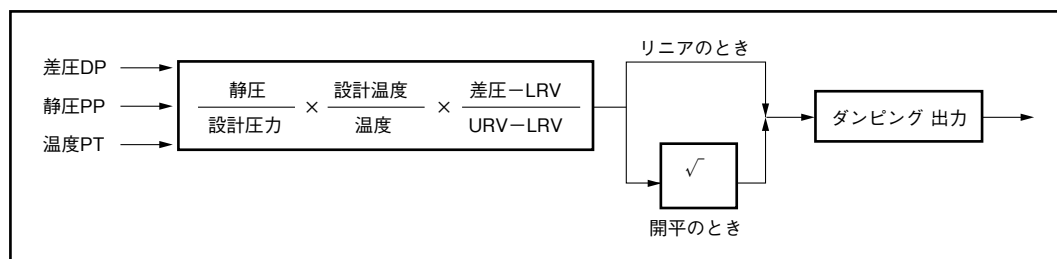 差圧DP
静圧PP
温度PT
静圧
設計圧力
×
設計温度
温度
×
差圧－LRV
URV－LRV
リニアのとき
√
開平のとき
ダンピング 出力